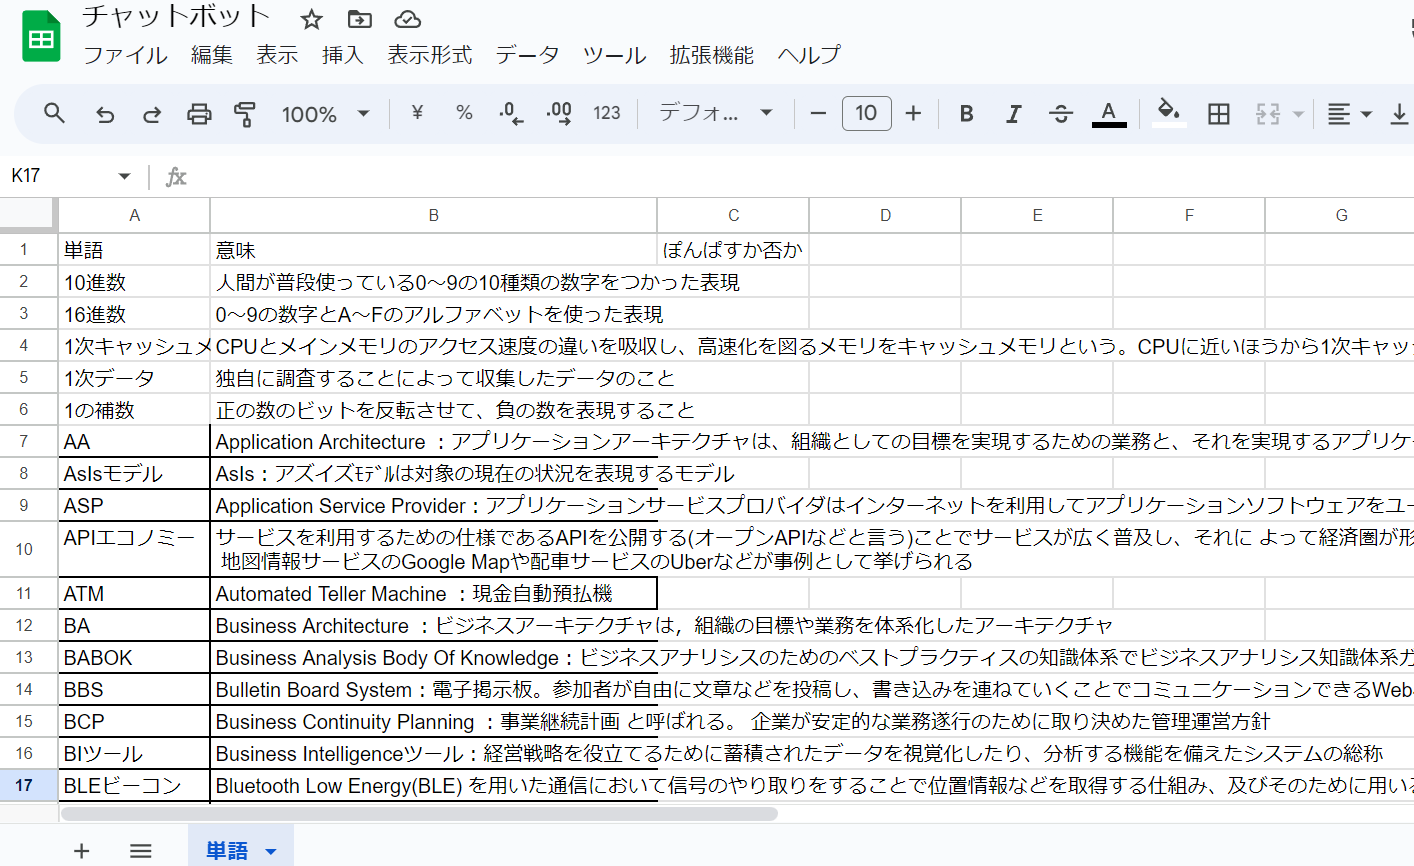 チャットボット
ファイル 編集 表示 挿入 表示形式 データ ツール 拡張機能 ヘルプ
100% ¥ % .0 .00 123 デフォ... 10 B I A
K17 fx
A B C D E F G
1 単語 意味 ぽんぱすか否か
2 10進数 人間が普段使っている0～9の10種類の数字をつかった表現
3 16進数 0～9の数字とA～Fのアルファベットを使った表現
4 1次キャッシュメ CPUとメインメモリのアクセス速度の違いを吸収し、高速化を図るメモリをキャッシュメモリという。CPUに近いほうから1次キャッシ
5 1次データ 独自に調査することによって収集したデータのこと
6 1の補数 正の数のビットを反転させて、負の数を表現すること
7 AA Application Architecture ：アプリケーションアーキテクチャは、組織としての目標を実現するための業務と、それを実現するアプリケー
8 AsIsモデル AsIs：アズイズﾓﾃﾞﾙは対象の現在の状況を表現するモデル
9 ASP Application Service Provider：アプリケーションサービスプロバイダはインターネットを利用してアプリケーションソフトウェアをユー
10 APIエコノミー サービスを利用するための仕様であるAPIを公開する(オープンAPIなどと言う)ことでサービスが広く普及し、それに よって経済圏が形
地図情報サービスのGoogle Mapや配車サービスのUberなどが事例として挙げられる
11 ATM Automated Teller Machine ：現金自動預払機
12 BA Business Architecture ：ビジネスアーキテクチャは，組織の目標や業務を体系化したアーキテクチャ
13 BABOK Business Analysis Body Of Knowledge：ビジネスアナリシスのためのベストプラクティスの知識体系でビジネスアナリシス知識体系ガ
14 BBS Bulletin Board System：電子掲示板。参加者が自由に文章などを投稿し、書き込みを連ねていくことでコミュニケーションできるWeb
15 BCP Business Continuity Planning ：事業継続計画 と呼ばれる。 企業が安定的な業務遂行のために取り決めた管理運営方針
16 BIツール Business Intelligenceツール：経営戦略を役立てるために蓄積されたデータを視覚化したり、分析する機能を備えたシステムの総称
17 BLEビーコン Bluetooth Low Energy(BLE) を用いた通信において信号のやり取りをすることで位置情報などを取得する仕組み、及びそのために用い
単語